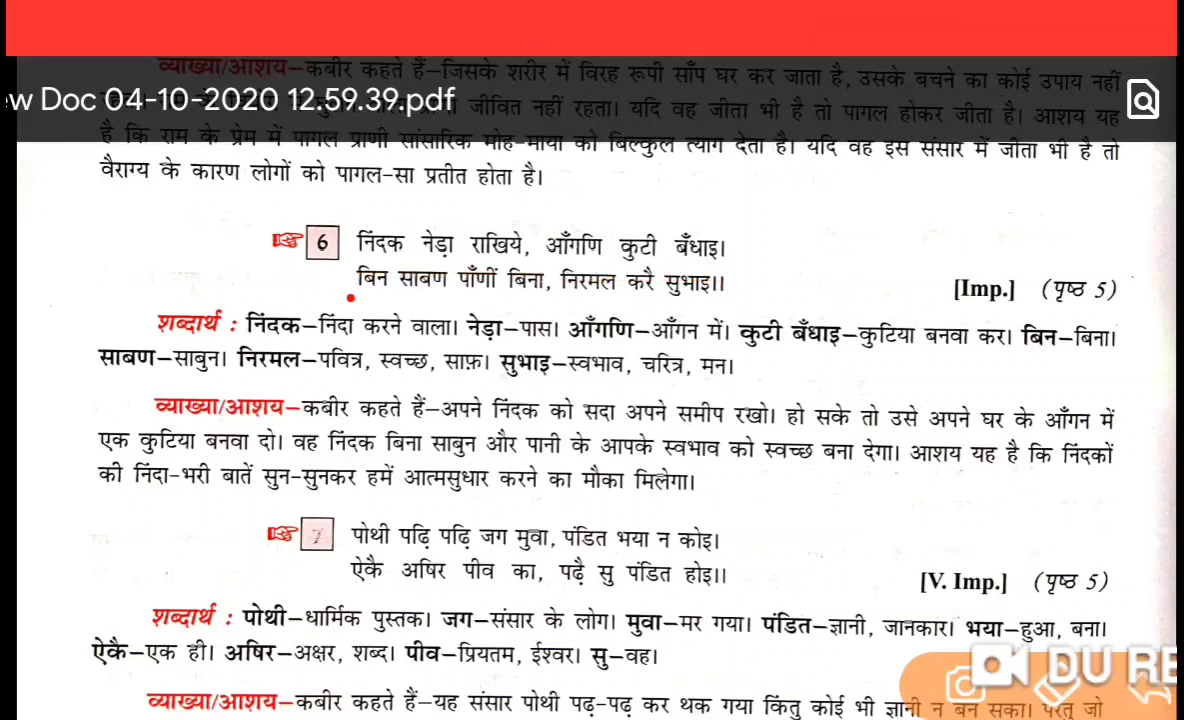 व्याख्या/आशय–कबीर कहते हैं–जिसके शरीर में विरह रूपी साँप घर कर जाता है, उसके बचने का कोई उपाय नहीं
ew Doc 04-10-2020 12.59.39.pdf
जीवित नहीं रहता। यदि वह जीता भी है तो पागल होकर जीता है। आशय यह
है कि राम के प्रेम में पागल प्राणी सांसारिक मोह-माया को बिल्कुल त्याग देता है। यदि वह इस संसार में जीता भी है तो
वैराग्य के कारण लोगों को पागल-सा प्रतीत होता है।
6 निंदक नेड़ा राखिये, आँगणि कुटी बँधाइ।
बिन साबण पाँणीं बिना, निरमल करै सुभाइ।।
[Imp.] (पृष्ठ 5)
शब्दार्थ : निंदक–निंदा करने वाला। नेड़ा–पास। आँगणि–आँगन में। कुटी बँधाइ–कुटिया बनवा कर। बिन–बिना।
साबण–साबुन। निरमल–पवित्र, स्वच्छ, साफ़। सुभाइ–स्वभाव, चरित्र, मन।
व्याख्या/आशय–कबीर कहते हैं–अपने निंदक को सदा अपने समीप रखो। हो सके तो उसे अपने घर के आँगन में
एक कुटिया बनवा दो। वह निंदक बिना साबुन और पानी के आपके स्वभाव को स्वच्छ बना देगा। आशय यह है कि निंदकों
की निंदा-भरी बातें सुन-सुनकर हमें आत्मसुधार करने का मौका मिलेगा।
7 पोथी पढ़ि पढ़ि जग मुवा, पंडित भया न कोइ।
ऐकै अषिर पीव का, पढ़ै सु पंडित होइ।।
[V. Imp.] (पृष्ठ 5)
शब्दार्थ : पोथी–धार्मिक पुस्तक। जग–संसार के लोग। मुवा–मर गया। पंडित–ज्ञानी, जानकार। भया–हुआ, बना।
ऐकै–एक ही। अषिर–अक्षर, शब्द। पीव–प्रियतम, ईश्वर। सु–वह।
DU RE
व्याख्या/आशय–कबीर कहते हैं–यह संसार पोथी पढ़-पढ़ कर थक गया किंतु कोई भी ज्ञानी न बन सका। परंतु जो